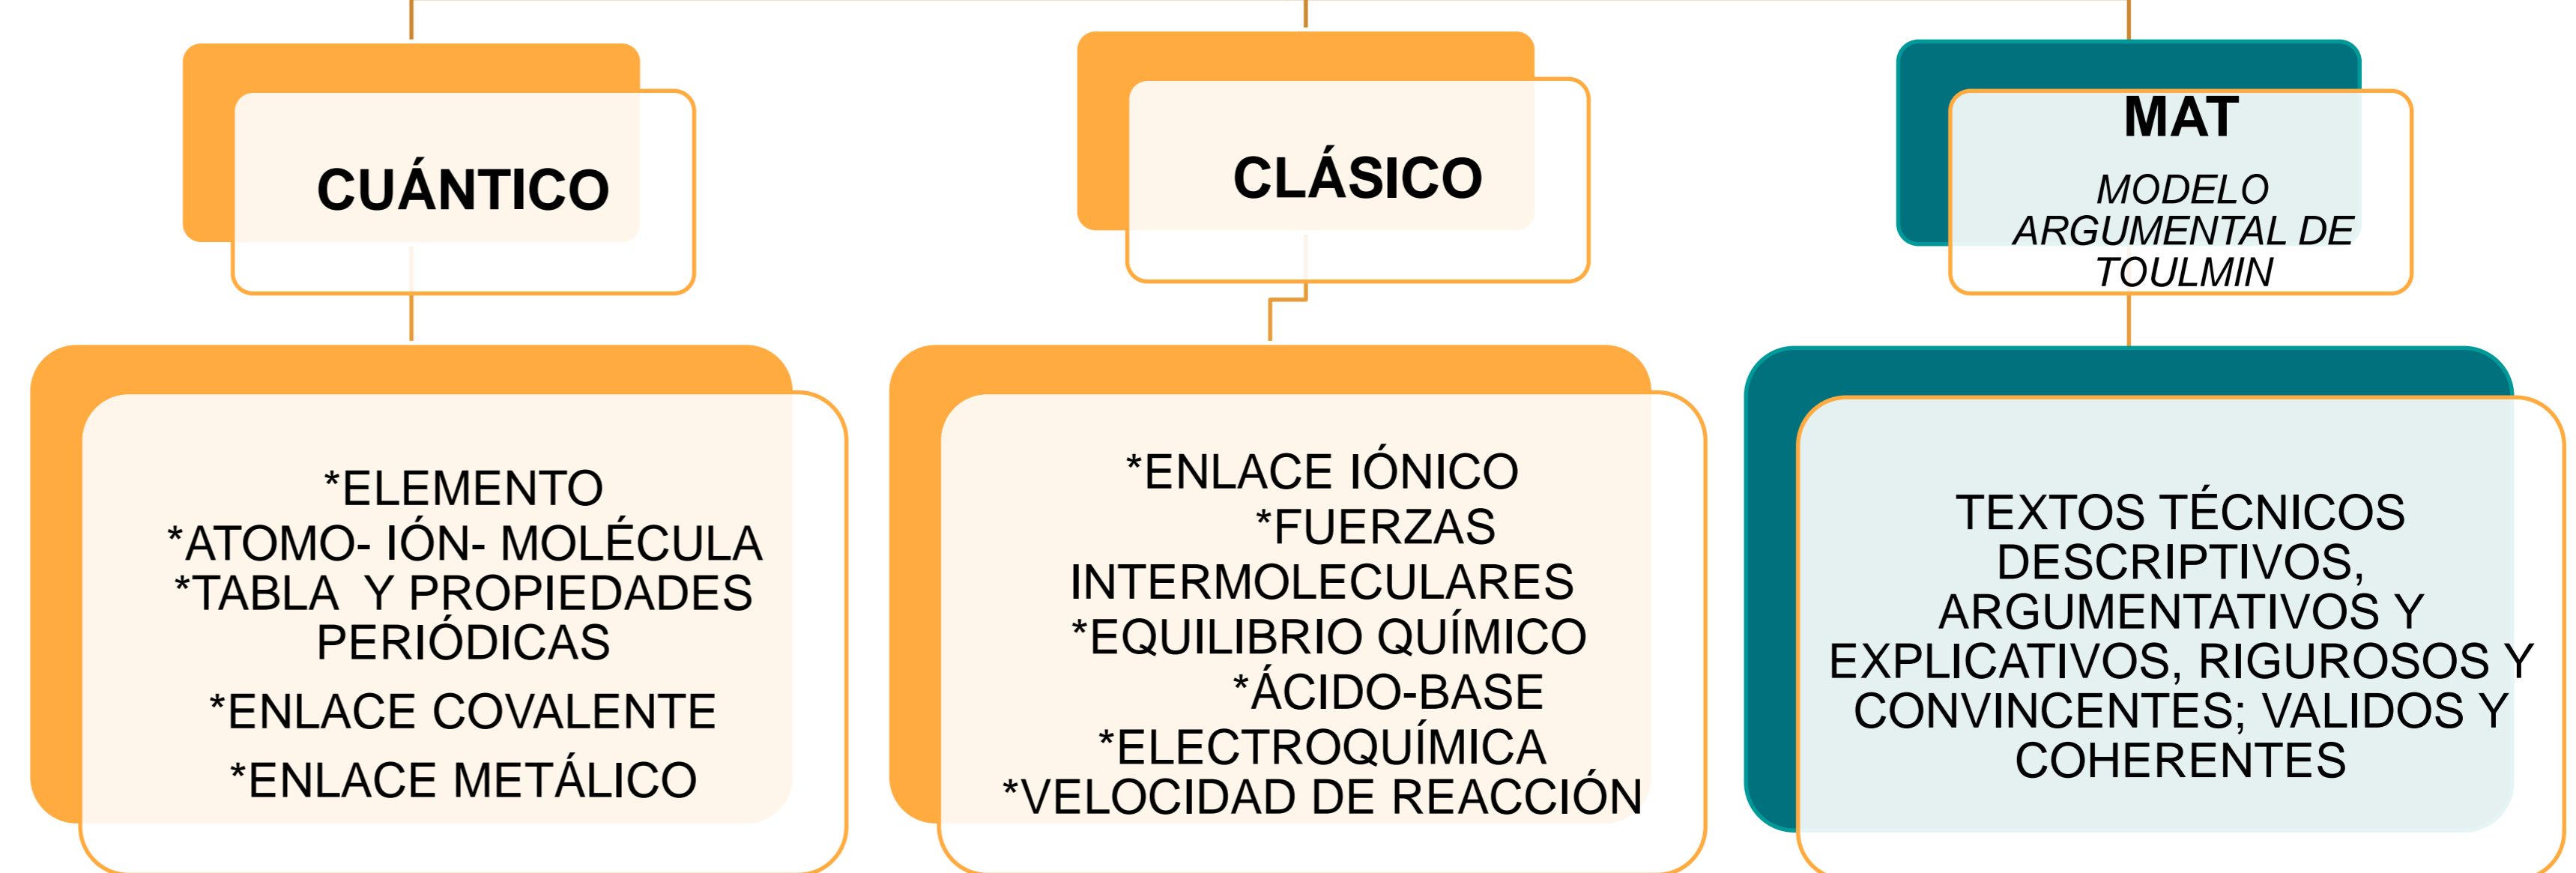 CUÁNTICO
*ELEMENTO
*ATOMO- IÓN- MOLÉCULA
*TABLA Y PROPIEDADES
PERIÓDICAS
*ENLACE COVALENTE
*ENLACE METÁLICO
CLÁSICO
*ENLACE IÓNICO
*FUERZAS
INTERMOLECULARES
*EQUILIBRIO QUÍMICO
*ÁCIDO-BASE
*ELECTROQUÍMICA
*VELOCIDAD DE REACCIÓN
MAT
MODELO
ARGUMENTAL DE
TOULMIN
TEXTOS TÉCNICOS
DESCRIPTIVOS,
ARGUMENTATIVOS Y
EXPLICATIVOS, RIGUROSOS Y
CONVINCENTES; VALIDOS Y
COHERENTES